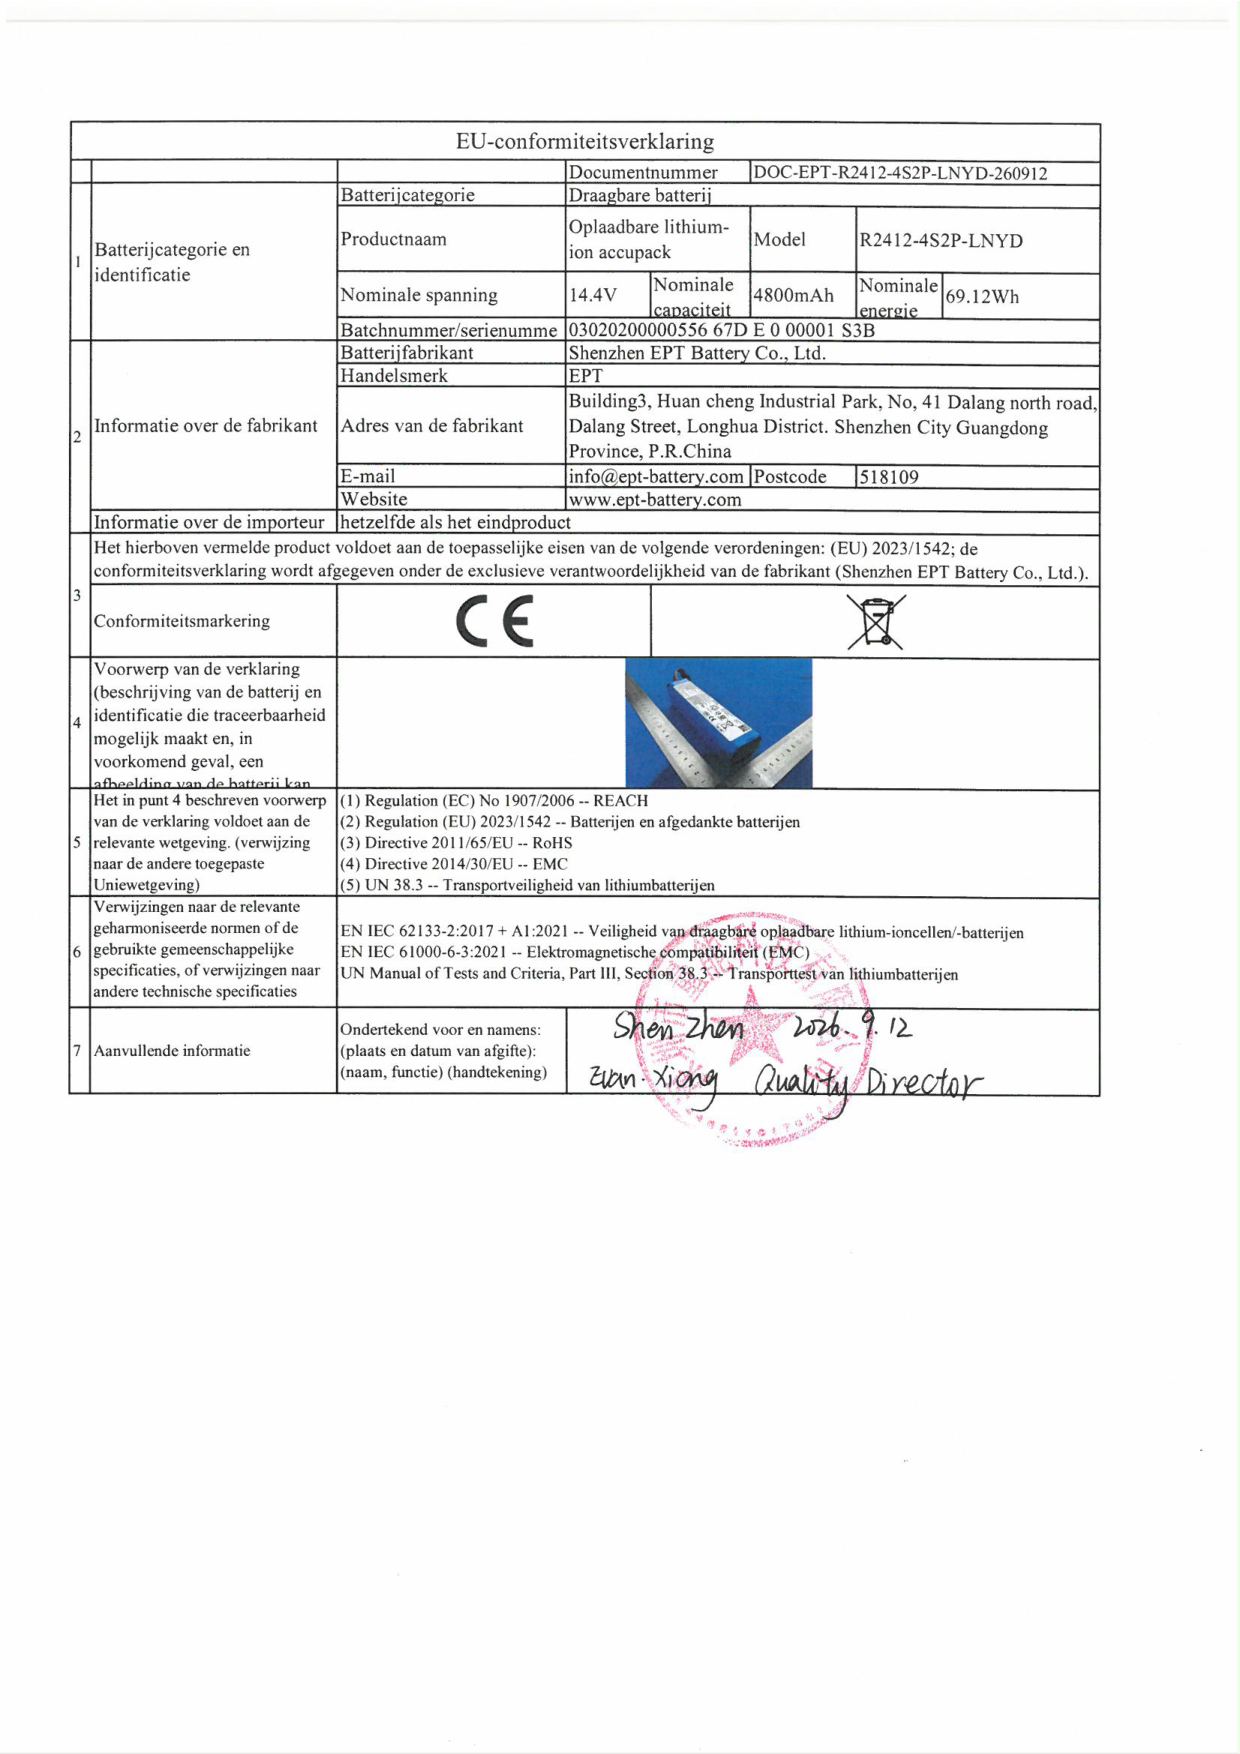 EU-conformiteitsverklaring
Documentnummer DOC-EPT-R2412-4S2P-LNYD-260912
1 Batterijcategorie en identificatie
Batterijcategorie Draagbare batterij
Productnaam Oplaadbare lithium-ion accupack Model R2412-4S2P-LNYD
Nominale spanning 14.4V Nominale capaciteit 4800mAh Nominale energie 69.12Wh
Batchnummer/serienumme 03020200000556 67D E 0 00001 S3B
2 Informatie over de fabrikant
Batterijfabrikant Shenzhen EPT Battery Co., Ltd.
Handelsmerk EPT
Adres van de fabrikant Building3, Huan cheng Industrial Park, No, 41 Dalang north road,
Dalang Street, Longhua District. Shenzhen City Guangdong
Province, P.R.China
E-mail info@ept-battery.com Postcode 518109
Website www.ept-battery.com
Informatie over de importeur hetzelfde als het eindproduct
3 Het hierboven vermelde product voldoet aan de toepasselijke eisen van de volgende verordeningen: (EU) 2023/1542; de
conformiteitsverklaring wordt afgegeven onder de exclusieve verantwoordelijkheid van de fabrikant (Shenzhen EPT Battery Co., Ltd.).
Conformiteitsmarkering CE
4 Voorwerp van de verklaring
(beschrijving van de batterij en
identificatie die traceerbaarheid
mogelijk maakt en, in
voorkomend geval, een
afbeelding van de batterij kan
5 Het in punt 4 beschreven voorwerp
van de verklaring voldoet aan de
relevante wetgeving. (verwijzing
naar de andere toegepaste
Uniewetgeving)
(1) Regulation (EC) No 1907/2006 -- REACH
(2) Regulation (EU) 2023/1542 -- Batterijen en afgedankte batterijen
(3) Directive 2011/65/EU -- RoHS
(4) Directive 2014/30/EU -- EMC
(5) UN 38.3 -- Transportveiligheid van lithiumbatterijen
6 Verwijzingen naar de relevante
geharmoniseerde normen of de
gebruikte gemeenschappelijke
specificaties, of verwijzingen naar
andere technische specificaties
EN IEC 62133-2:2017 + A1:2021 -- Veiligheid van draagbare oplaadbare lithium-ioncellen/-batterijen
EN IEC 61000-6-3:2021 -- Elektromagnetische compatibiliteit (EMC)
UN Manual of Tests and Criteria, Part III, Section 38.3 -- Transporttest van lithiumbatterijen
7 Aanvullende informatie
Ondertekend voor en namens:
(plaats en datum van afgifte):
(naam, functie) (handtekening)
Shen Zhen 2026.9.12
Evan.Xiong Quality Director